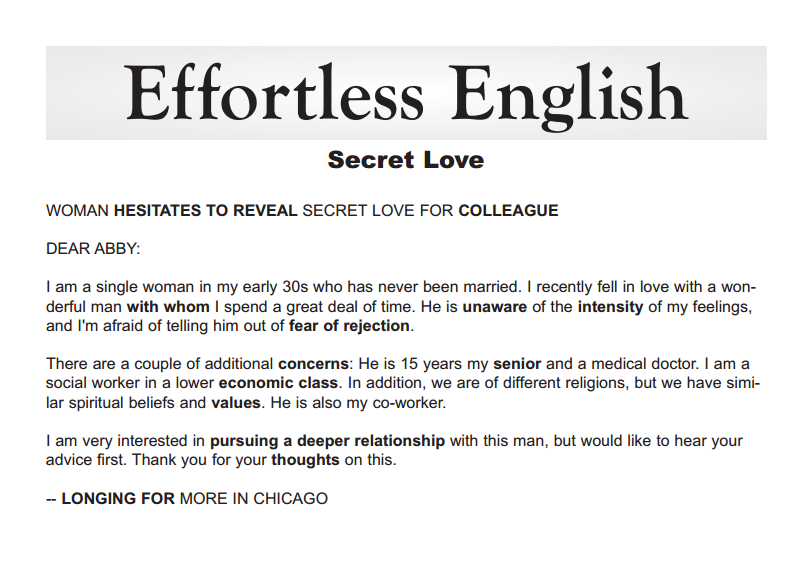 Effortless English
Secret Love
WOMAN HESITATES TO REVEAL SECRET LOVE FOR COLLEAGUE
DEAR ABBY:
I am a single woman in my early 30s who has never been married. I recently fell in love with a won-
derful man with whom I spend a great deal of time. He is unaware of the intensity of my feelings,
and I'm afraid of telling him out of fear of rejection.
There are a couple of additional concerns: He is 15 years my senior and a medical doctor. I am a
social worker in a lower economic class. In addition, we are of different religions, but we have simi-
lar spiritual beliefs and values. He is also my co-worker.
I am very interested in pursuing a deeper relationship with this man, but would like to hear your
advice first. Thank you for your thoughts on this.
-- LONGING FOR MORE IN CHICAGO